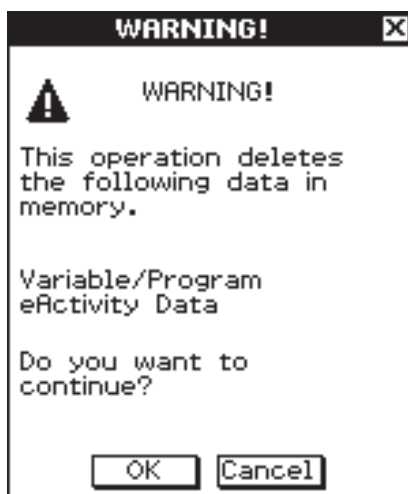 WARNING!
WARNING!
This operation deletes
the following data in
memory.
Variable/Program
eActivity Data
Do you want to
continue?
OK Cancel